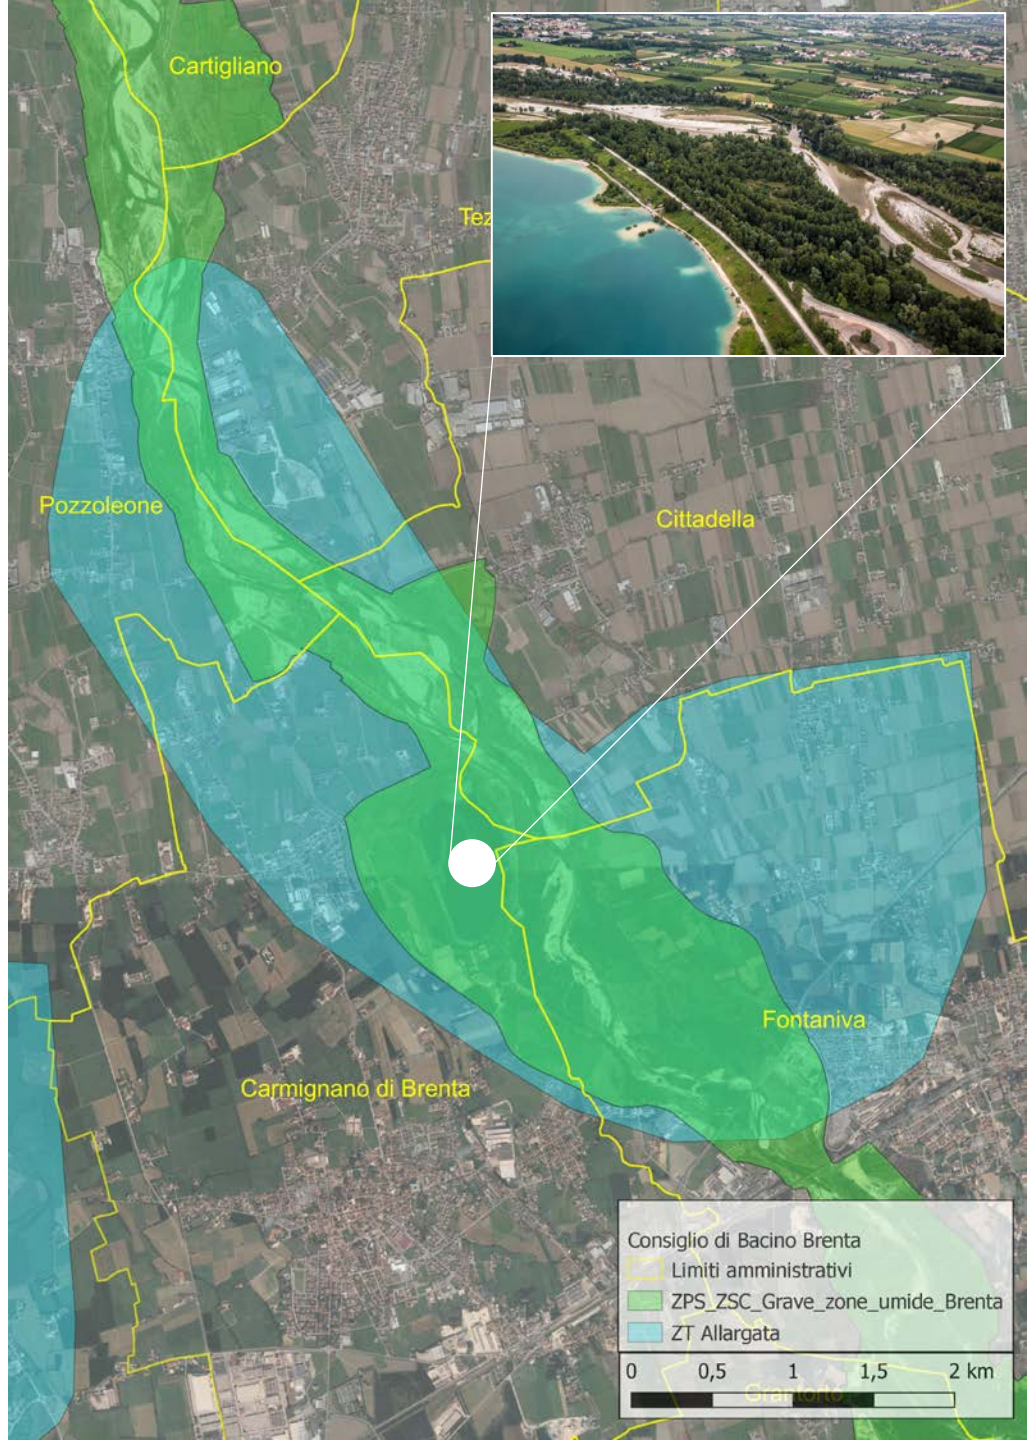 Cartigliano
Tez
Pozzoleone
Cittadella
Fontaniva
Carmignano di Brenta
Consiglio di Bacino Brenta
Limiti amministrativi
ZPS_ZSC_Grave_zone_umide_Brenta
ZT Allargata
0 0,5 1 1,5 2 km
Grantorto